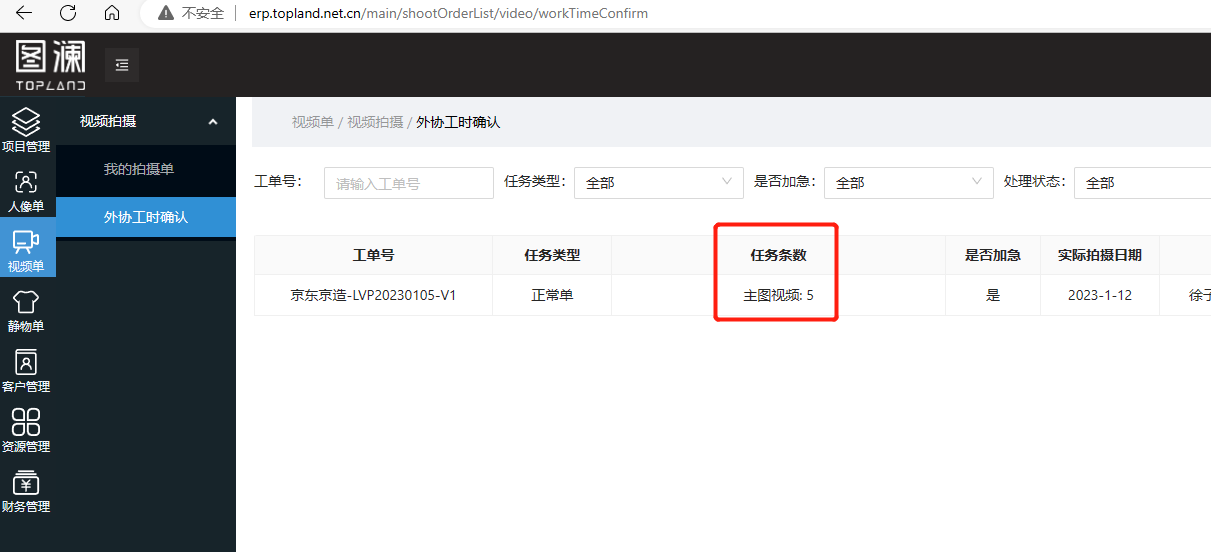 不安全 erp.topland.net.cn/main/shootOrderList/video/workTimeConfirm
图澜
TOPLAND
项目管理
人像单
视频单
静物单
客户管理
资源管理
财务管理
视频拍摄
我的拍摄单
外协工时确认
视频单 / 视频拍摄 / 外协工时确认
工单号： 请输入工单号 任务类型： 全部 是否加急： 全部 处理状态： 全部
工单号 任务类型 任务条数 是否加急 实际拍摄日期
京东京造-LVP20230105-V1 正常单 主图视频: 5 是 2023-1-12 徐子